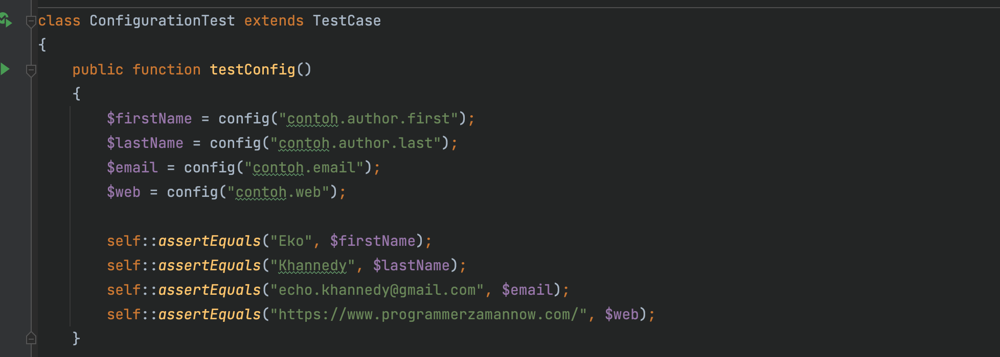 class ConfigurationTest extends TestCase
{
    public function testConfig()
    {
        $firstName = config("contoh.author.first");
        $lastName = config("contoh.author.last");
        $email = config("contoh.email");
        $web = config("contoh.web");

        self::assertEquals("Eko", $firstName);
        self::assertEquals("Khannedy", $lastName);
        self::assertEquals("echo.khannedy@gmail.com", $email);
        self::assertEquals("https://www.programmerzamannow.com/", $web);
    }